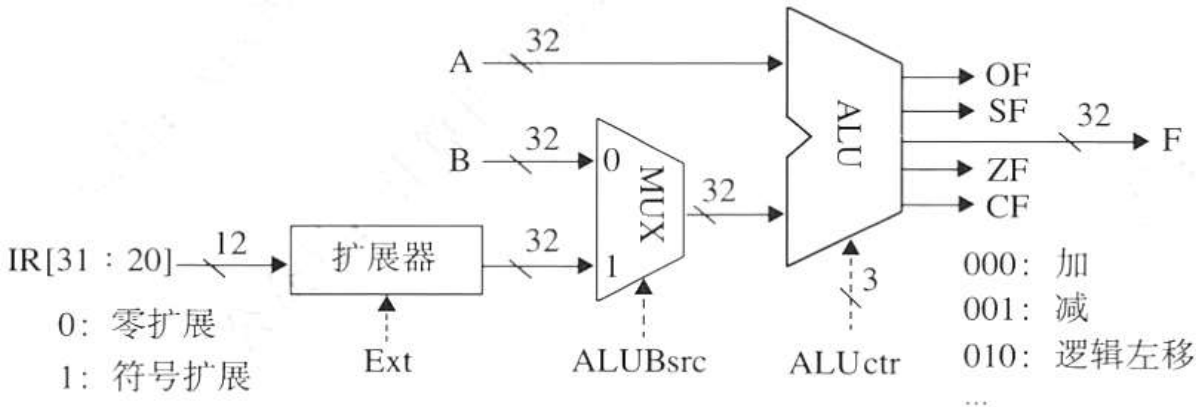 A
32
B
32
IR[31：20]
12
扩展器
32
0
1
MUX
32
ALU
OF
SF
32
F
ZF
CF
3
0：零扩展
1：符号扩展
Ext
ALUBsrc
ALUctr
000：加
001：减
010：逻辑左移
…